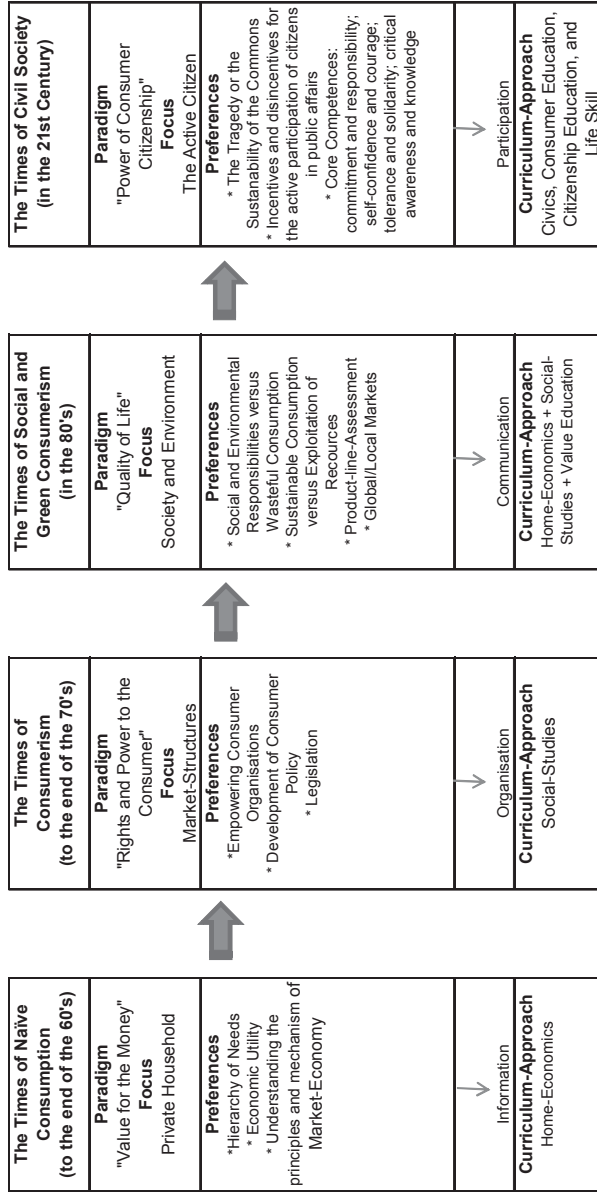 The Times of Naïve
Consumption
(to the end of the 60's)
Paradigm
"Value for the Money"
Focus
Private Household
Preferences
*Hierarchy of Needs
* Economic Utility
* Understanding the
principles and mechanism of
Market-Economy
Information
Curriculum-Approach
Home-Economics
The Times of
Consumerism
(to the end of the 70's)
Paradigm
"Rights and Power to the
Consumer"
Focus
Market-Structures
Preferences
*Empowering Consumer
Organisations
* Development of Consumer
Policy
* Legislation
Organisation
Curriculum-Approach
Social-Studies
The Times of Social and
Green Consumerism
(in the 80's)
Paradigm
"Quality of Life"
Focus
Society and Environment
Preferences
* Social and Environmental
Responsibilities versus
Wasteful Consumption
* Sustainable Consumption
versus Exploitation of
Recources
* Product-line-Assessment
* Global/Local Markets
Communication
Curriculum-Approach
Home-Economics + Social-
Studies + Value Education
The Times of Civil Society
(in the 21st Century)
Paradigm
"Power of Consumer
Citizenship"
Focus
The Active Citizen
Preferences
* The Tragedy or the
Sustanability of the Commons
* Incentives and disincentives for
the active participation of citizens
in public affairs
* Core Competences:
commitment and responsibility;
self-confidence and courage;
tolerance and solidarity; critical
awareness and knowledge
Participation
Curriculum-Approach
Civics, Consumer Education,
Citizenship Education, and
Life Skill